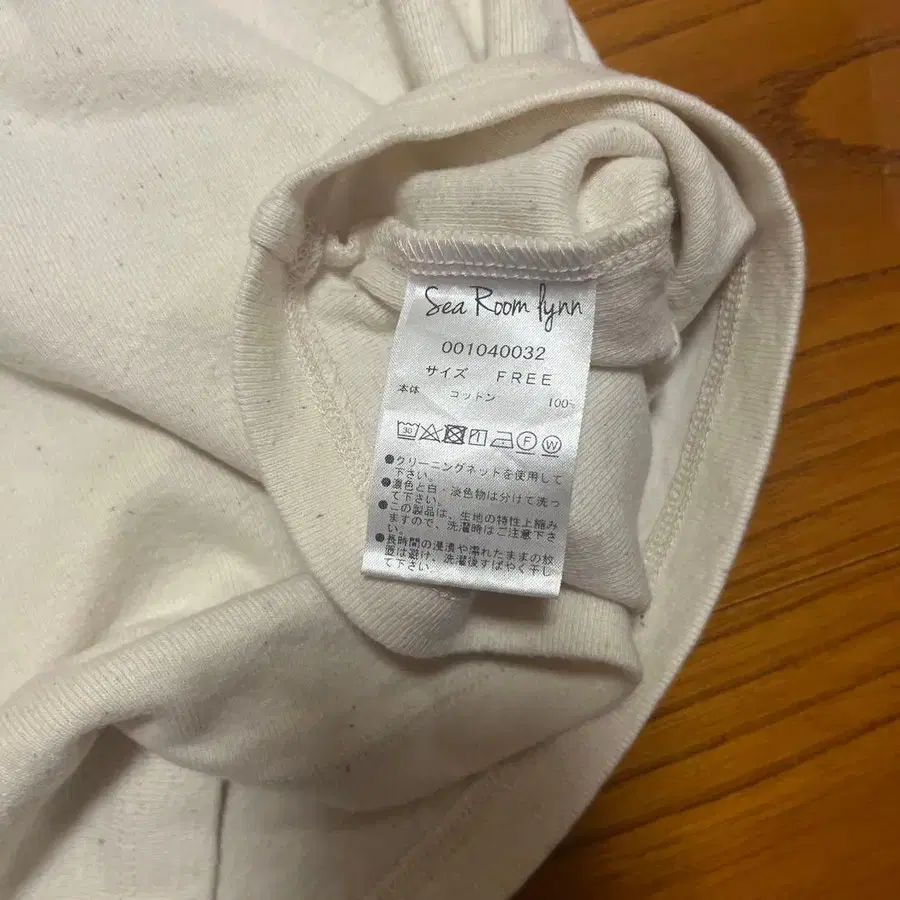 Sea Room lynn
001040032
サイズ FREE
本体 コットン 100%
30 F W
●クリーニングネットを使用して
下さい。
●濃色と白・淡色物は分けて洗っ
て下さい。
●この製品は、生地の特性上縮み
ますので、洗濯時はご注意下さ
い。
●長時間の浸漬や濡れたままの放
置は避け、洗濯後すばやく干し
て下さい。